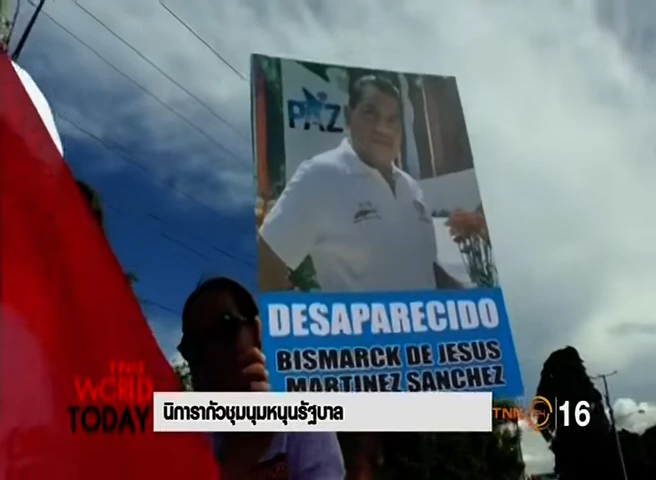 PAZ
DESAPARECIDO
BISMARCK DE JESUS
MARTINEZ SANCHEZ
TNN
WORLD
TODAY
นิการากัวชุมนุมหนุนรัฐบาล
16